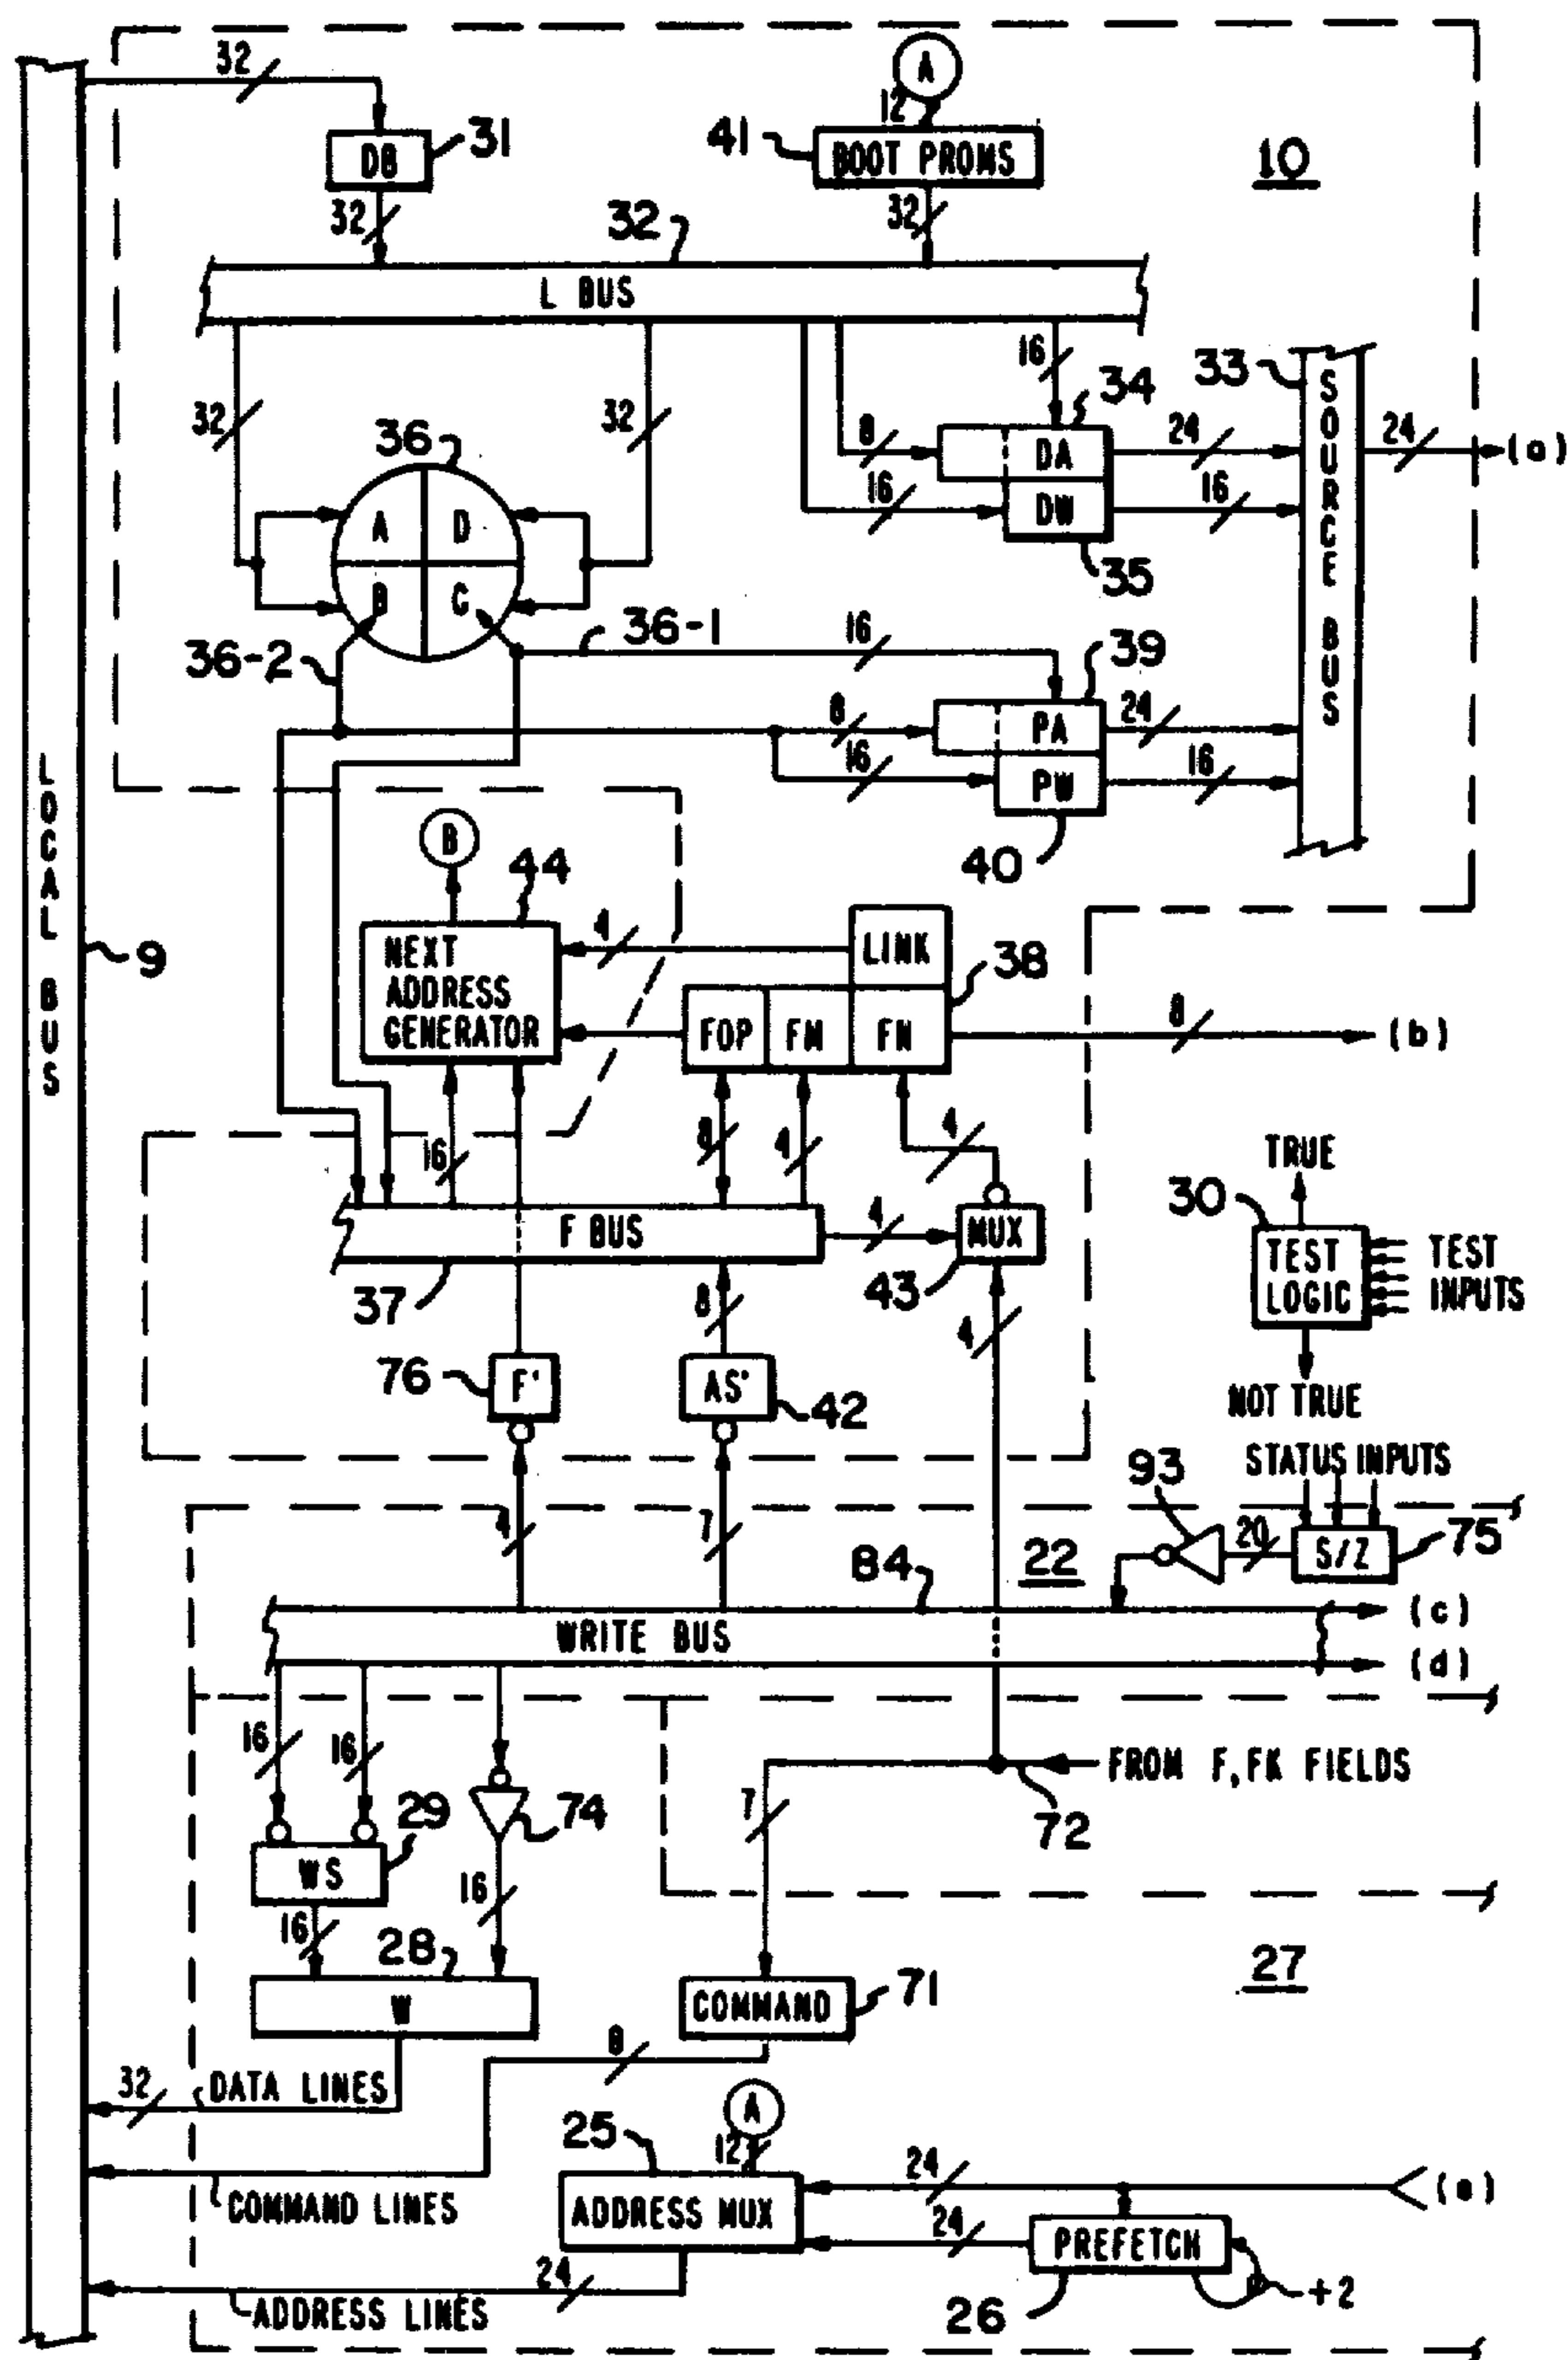 32
A
12
DB
31
41
BOOT PROMS
10
32
32
32
L BUS
16
33
34
SOURCE BUS
32
36
32
8
DA
24
24
(a)
A
D
16
DW
16
B
C
35
36-1
16
39
36-2
8
PA
24
16
PW
16
LOCAL BUS
B
44
40
4
LINK
9
NEXT
ADDRESS
GENERATOR
38
FOP
FM
FN
8
(b)
16
8
4
4
TRUE
30
F BUS
4
MUX
TEST
LOGIC
TEST
INPUTS
37
8
43
4
76
F'
AS'
42
NOT TRUE
93
STATUS INPUTS
4
7
22
20
S/Z
75
84
(c)
WRITE BUS
(d)
16
16
FROM F, FK FIELDS
29
74
7
72
WS
16
16
28
27
W
COMMAND
71
8
32
DATA LINES
A
25
12
24
(e)
COMMAND LINES
ADDRESS MUX
24
PREFETCH
24
+2
ADDRESS LINES
26